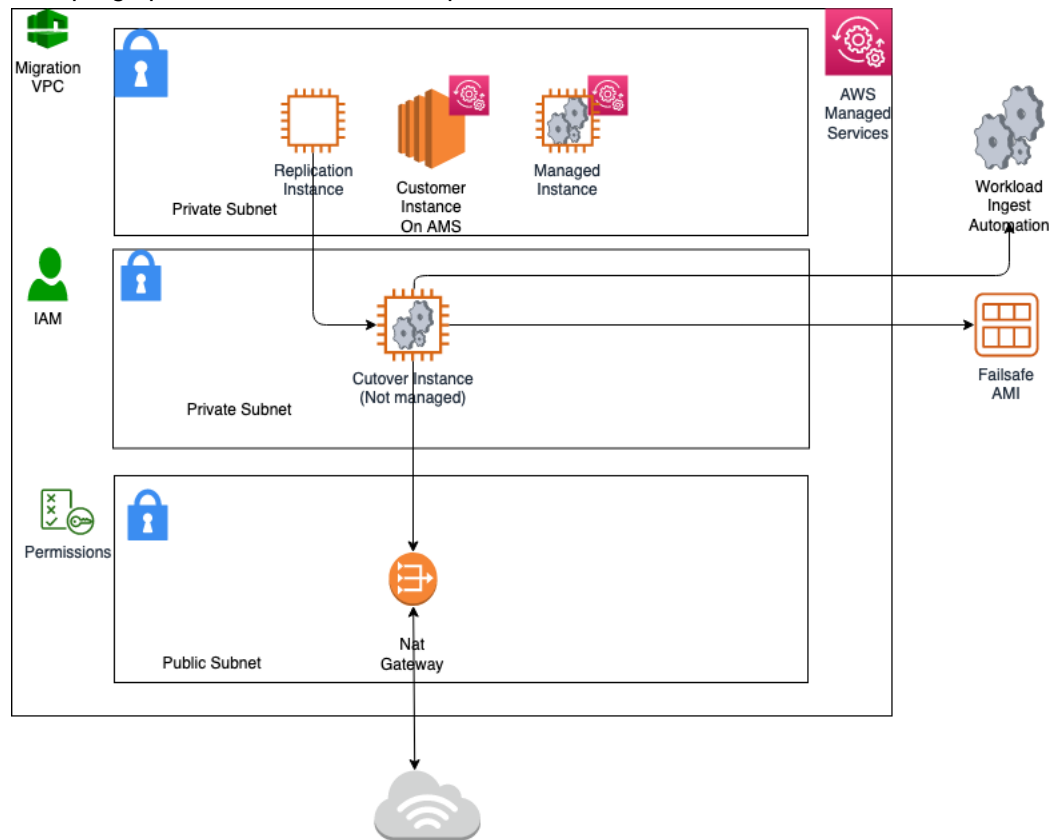 Migration
VPC
AWS
Managed
Services
Replication
Instance
Customer
Instance
On AMS
Managed
Instance
Private Subnet
Workload
Ingest
Automation
IAM
Cutover Instance
(Not managed)
Private Subnet
Failsafe
AMI
Permissions
Nat
Gateway
Public Subnet